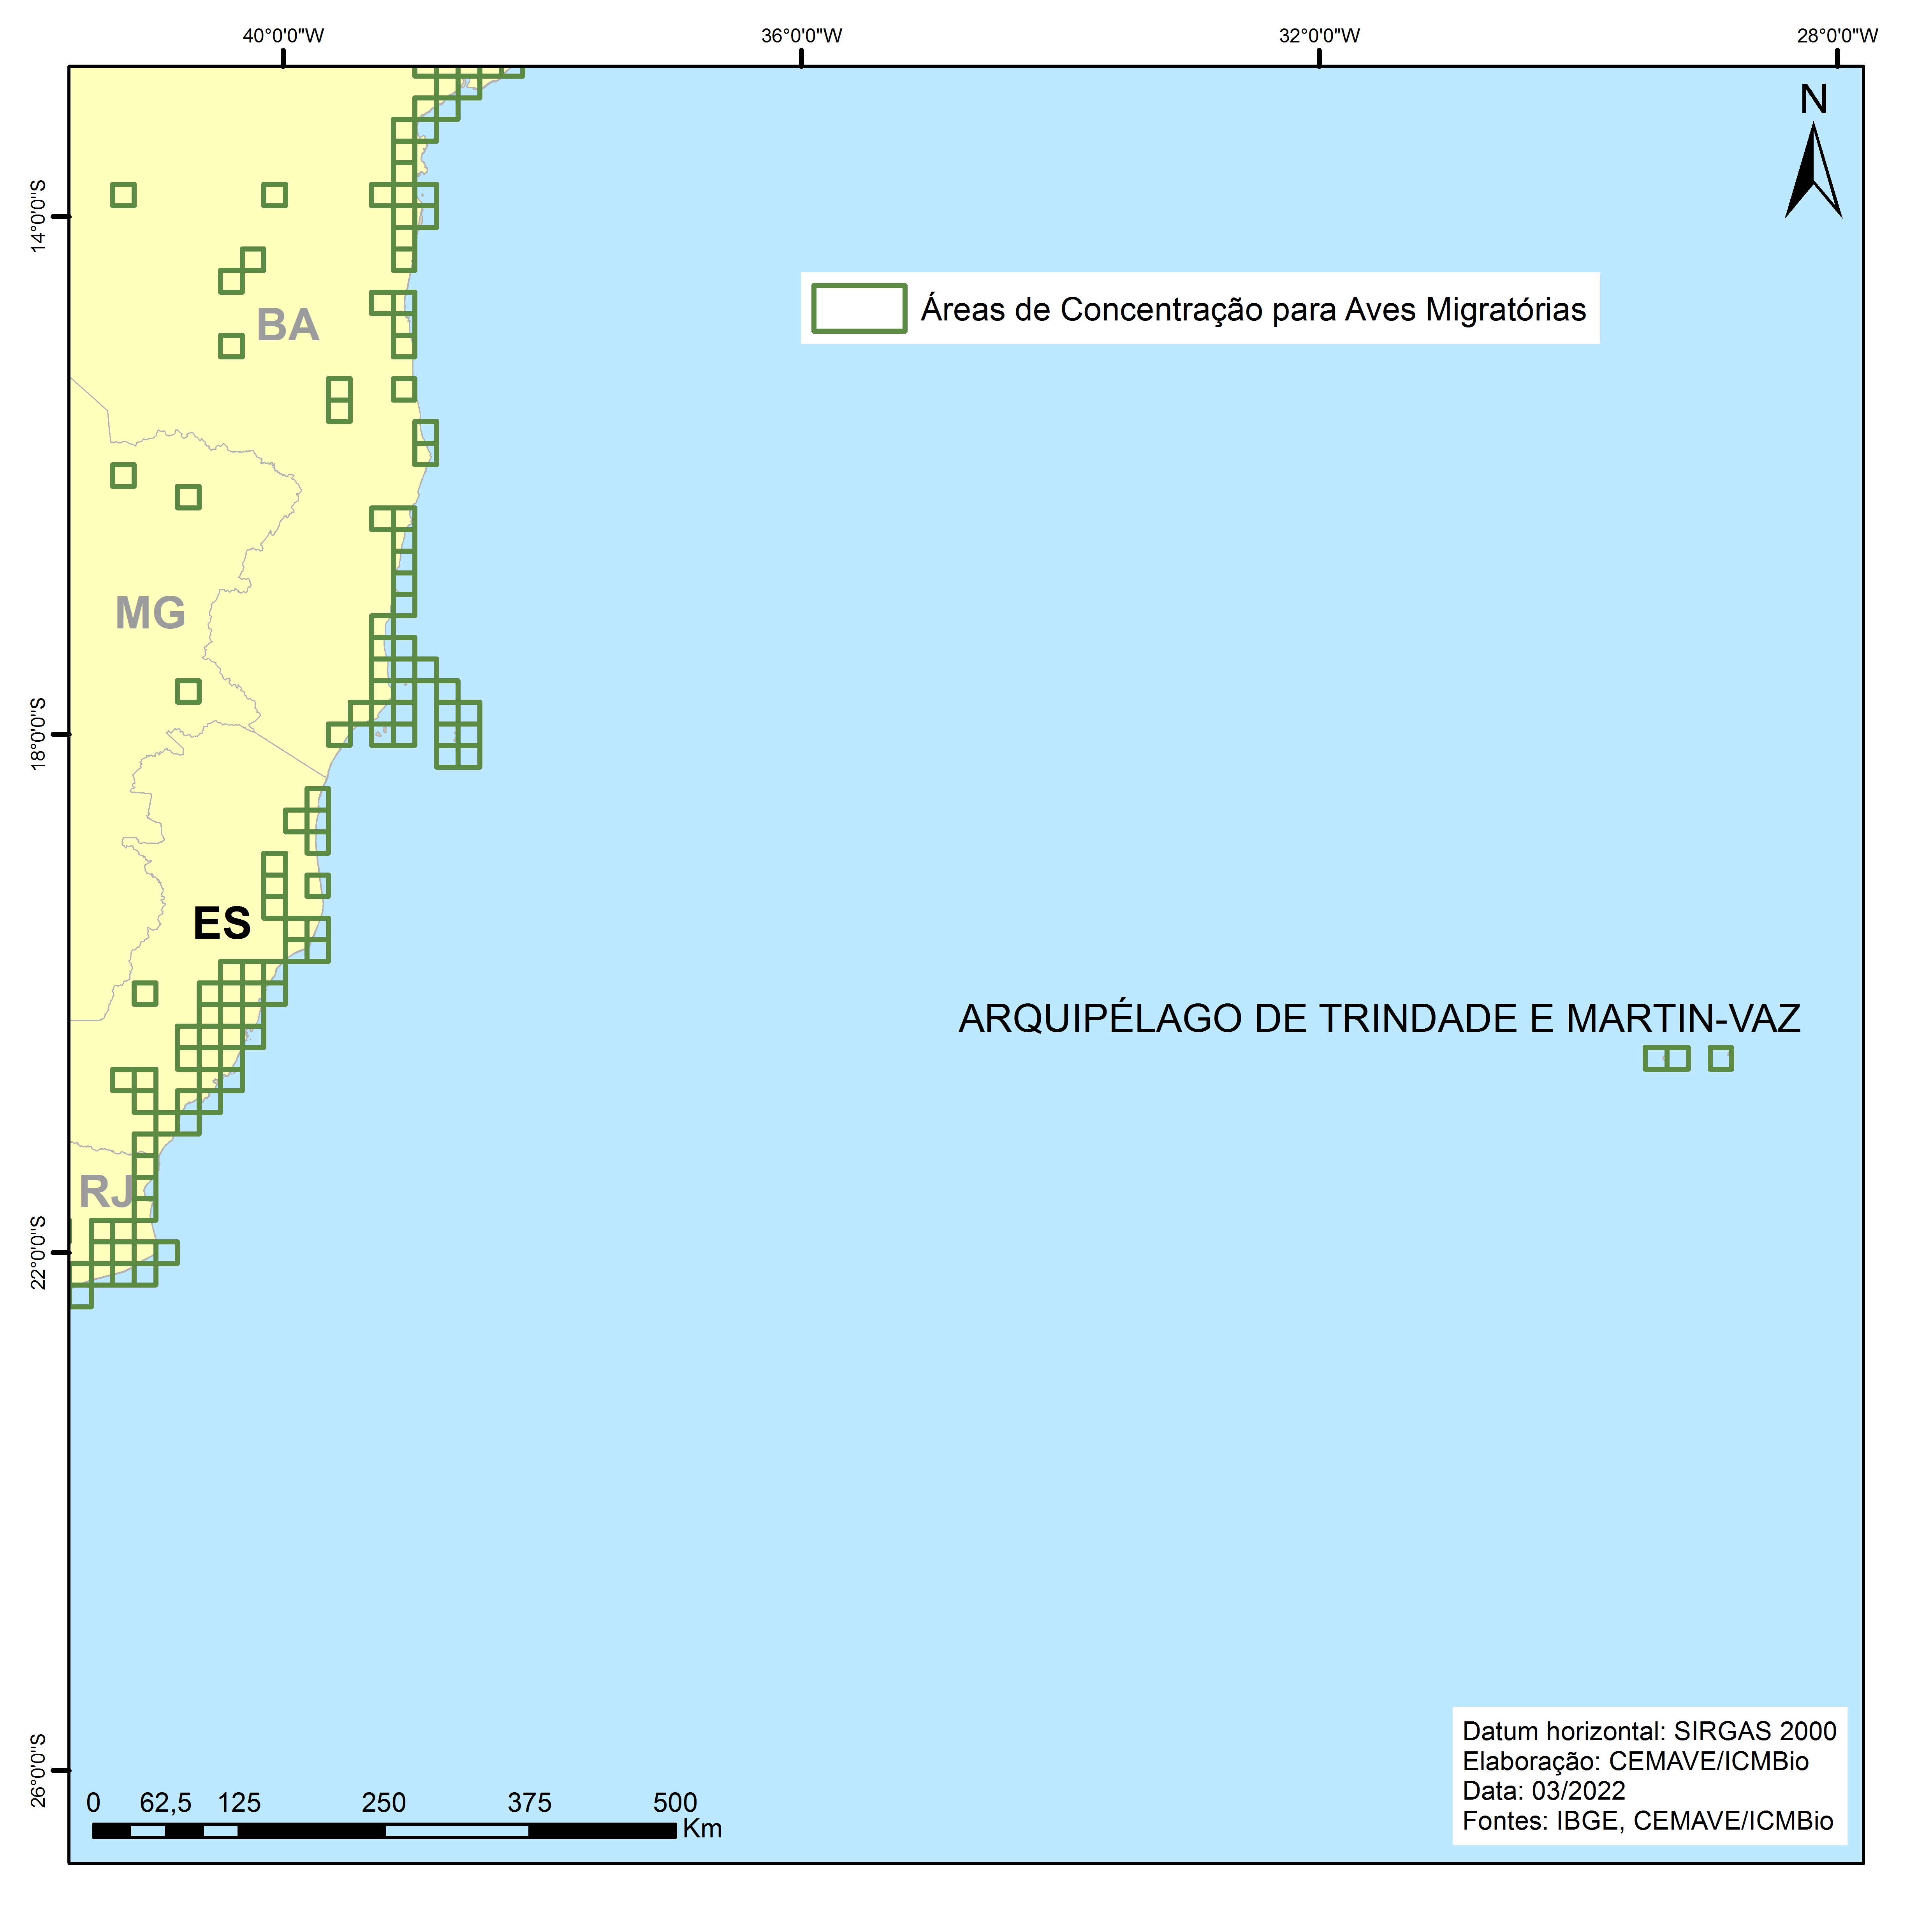 40°0'0"W
36°0'0"W
32°0'0"W
28°0'0"W
N
14°0'0"S
Áreas de Concentração para Aves Migratórias
BA
MG
18°0'0"S
ES
ARQUIPÉLAGO DE TRINDADE E MARTIN-VAZ
RJ
22°0'0"S
26°0'0"S
0 62,5 125 250 375 500
Km
Datum horizontal: SIRGAS 2000
Elaboração: CEMAVE/ICMBio
Data: 03/2022
Fontes: IBGE, CEMAVE/ICMBio